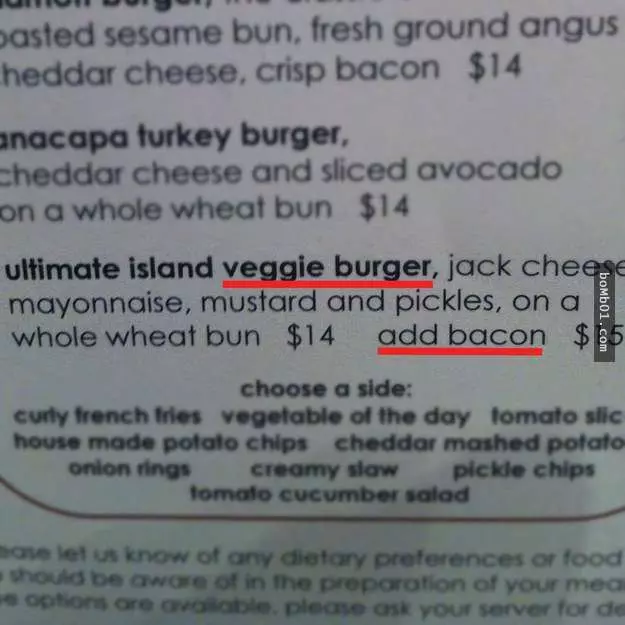 oasted sesame bun, fresh ground angus
heddar cheese, crisp bacon $14
anacapa turkey burger,
cheddar cheese and sliced avocado
on a whole wheat bun $14
ultimate island veggie burger, jack cheese
mayonnaise, mustard and pickles, on a
whole wheat bun $14 add bacon $15
choose a side:
curly french fries vegetable of the day tomato slic
house made potato chips cheddar mashed potato
onion rings creamy slaw pickle chips
tomato cucumber salad
ease let us know of any dietary preferences or food
should be aware of in the preparation of your mea
e options are available. please ask your server for de
bomb01.com